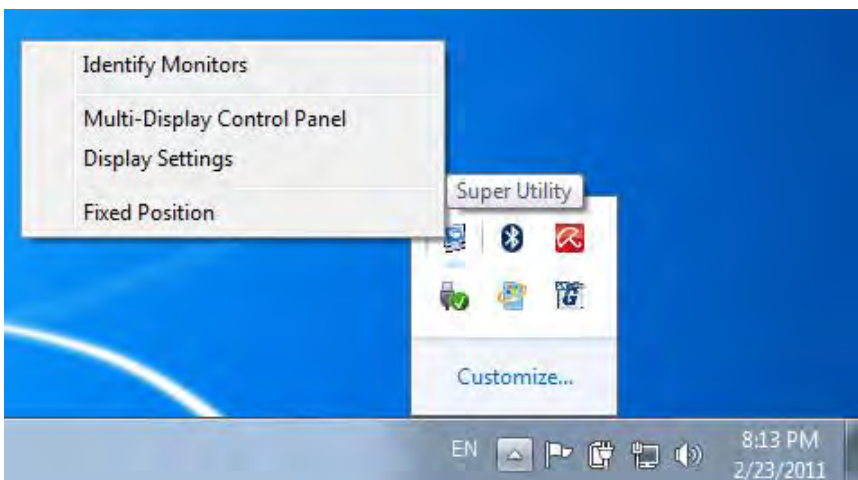 Identify Monitors
Multi-Display Control Panel
Display Settings
Fixed Position
Super Utility
G
Customize...
EN
8:13 PM
2/23/2011